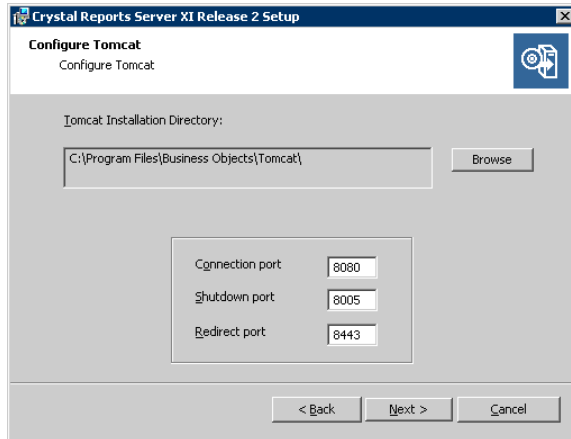 Crystal Reports Server XI Release 2 Setup
Configure Tomcat
Configure Tomcat
Tomcat Installation Directory:
C:\Program Files\Business Objects\Tomcat\
Browse
Connection port 8080
Shutdown port 8005
Redirect port 8443
< Back Next > Cancel